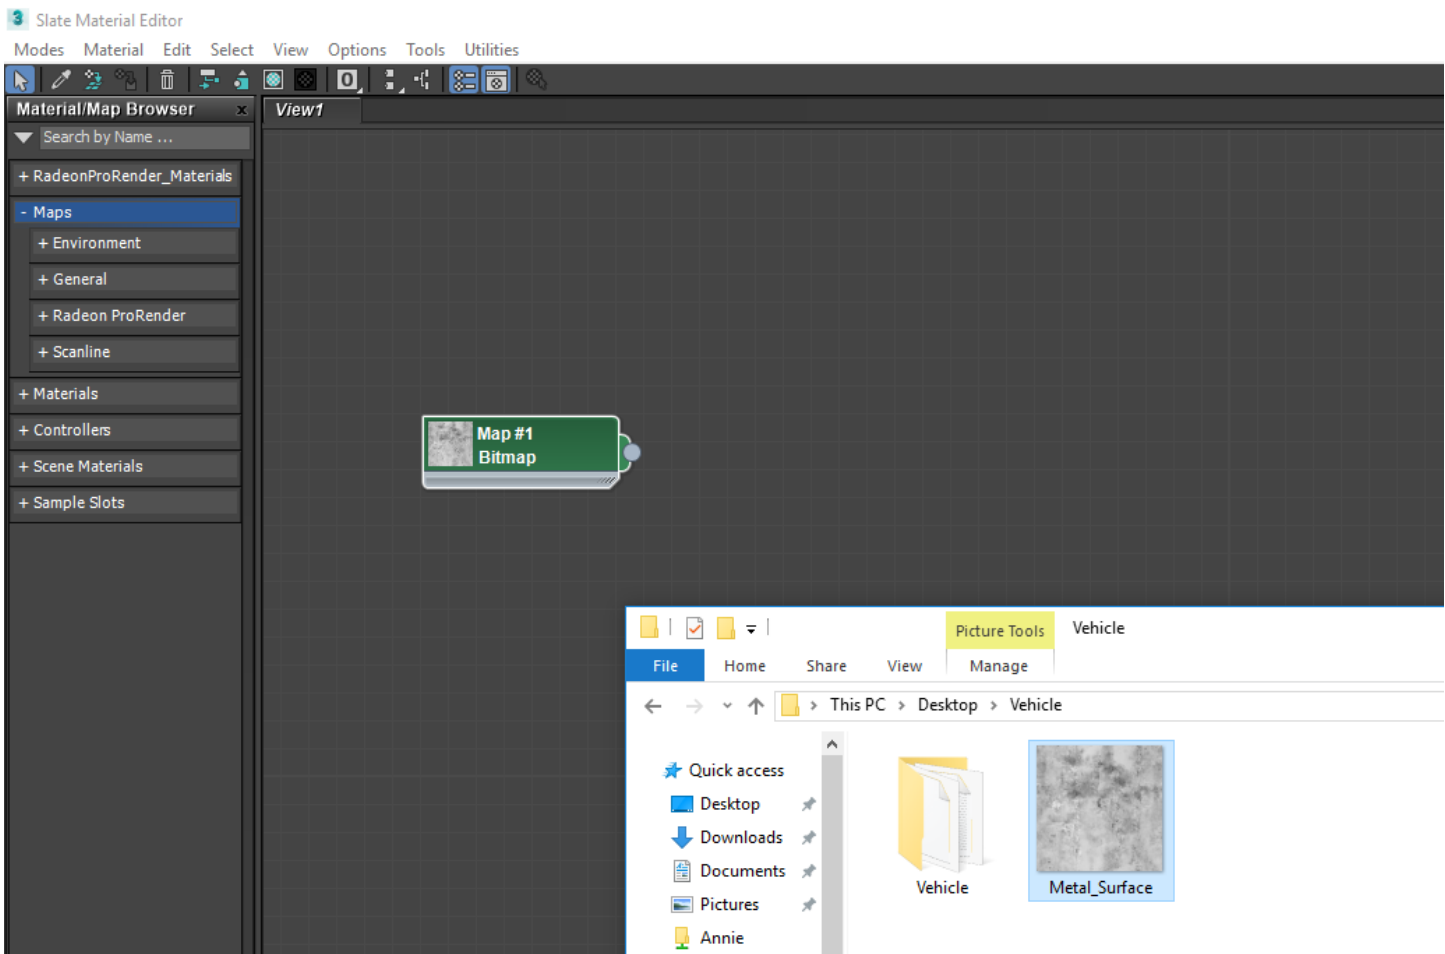 3 Slate Material Editor
Modes Material Edit Select View Options Tools Utilities
0
Material/Map Browser x
View1
Search by Name ...
+ RadeonProRender_Materials
- Maps
+ Environment
+ General
+ Radeon ProRender
+ Scanline
+ Materials
+ Controllers
+ Scene Materials
+ Sample Slots
Map #1
Bitmap
Picture Tools Vehicle
File Home Share View Manage
This PC > Desktop > Vehicle
Quick access
Desktop
Downloads
Documents
Pictures
Annie
Vehicle
Metal_Surface